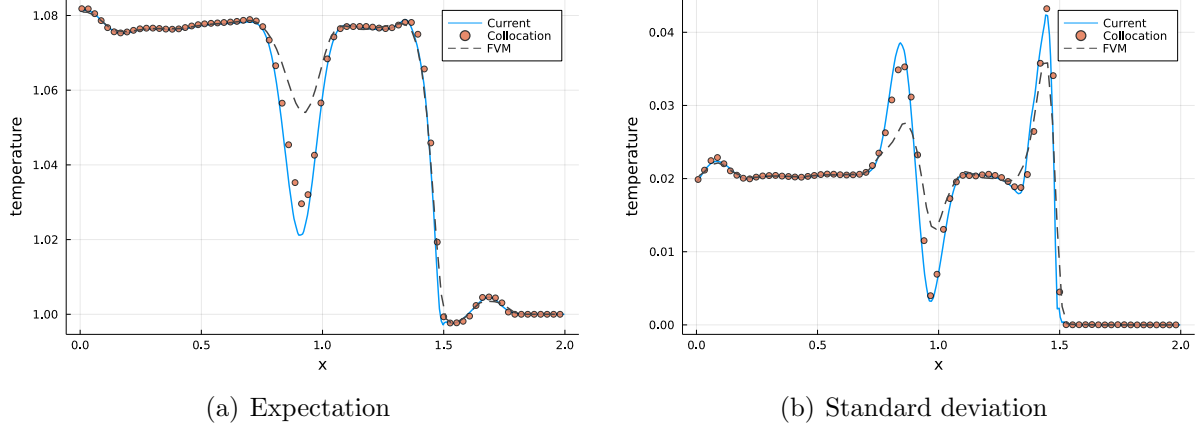 1.08
1.06
1.04
1.02
1.00
temperature
0.0
0.5
1.0
1.5
2.0
x
Current
Collocation
FVM
(a) Expectation
0.04
0.03
0.02
0.01
0.00
temperature
0.0
0.5
1.0
1.5
2.0
x
Current
Collocation
FVM
(b) Standard deviation